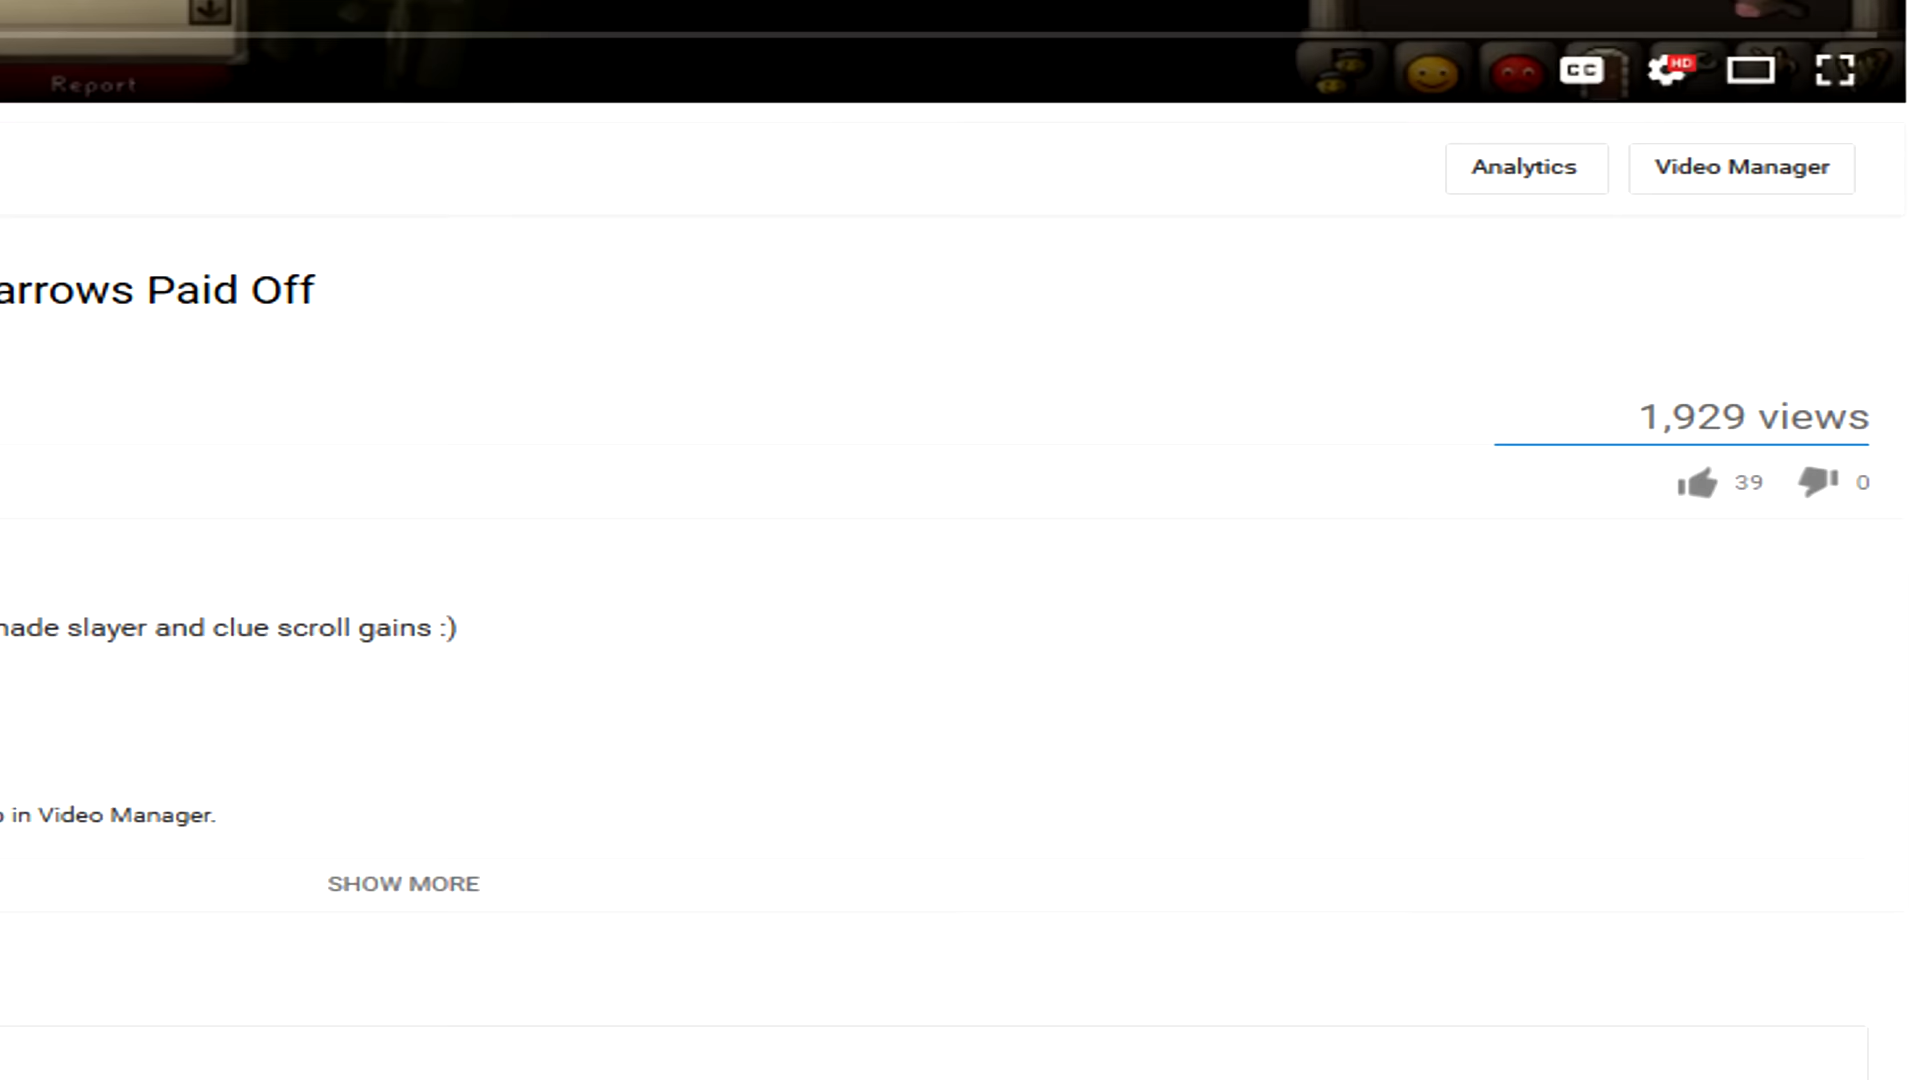 Report
CC HD
Analytics Video Manager
arrows Paid Off
1,929 views
39 0
nade slayer and clue scroll gains :)
in Video Manager.
SHOW MORE